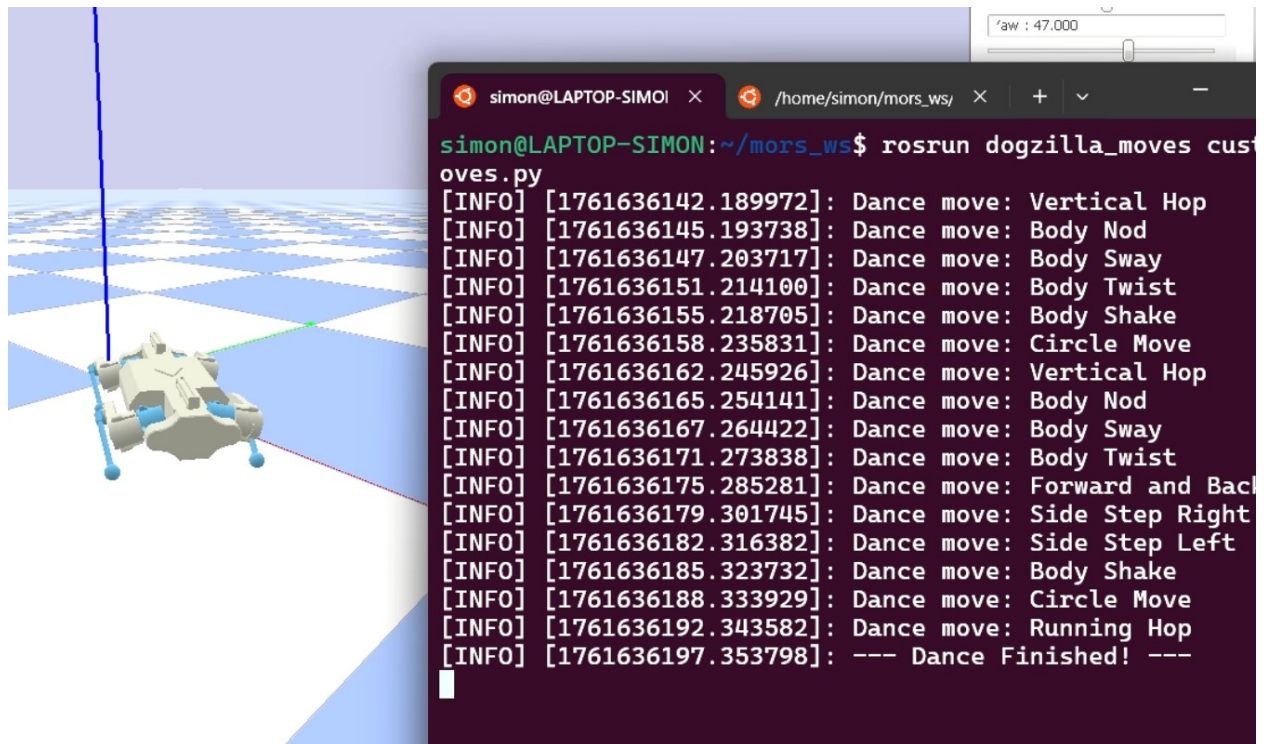 'aw : 47.000
simon@LAPTOP-SIMOI
/home/simon/mors_ws/
simon@LAPTOP-SIMON:~/mors_ws$ rosrun dogzilla_moves cust
oves.py
[INFO] [1761636142.189972]: Dance move: Vertical Hop
[INFO] [1761636145.193738]: Dance move: Body Nod
[INFO] [1761636147.203717]: Dance move: Body Sway
[INFO] [1761636151.214100]: Dance move: Body Twist
[INFO] [1761636155.218705]: Dance move: Body Shake
[INFO] [1761636158.235831]: Dance move: Circle Move
[INFO] [1761636162.245926]: Dance move: Vertical Hop
[INFO] [1761636165.254141]: Dance move: Body Nod
[INFO] [1761636167.264422]: Dance move: Body Sway
[INFO] [1761636171.273838]: Dance move: Body Twist
[INFO] [1761636175.285281]: Dance move: Forward and Back
[INFO] [1761636179.301745]: Dance move: Side Step Right
[INFO] [1761636182.316382]: Dance move: Side Step Left
[INFO] [1761636185.323732]: Dance move: Body Shake
[INFO] [1761636188.333929]: Dance move: Circle Move
[INFO] [1761636192.343582]: Dance move: Running Hop
[INFO] [1761636197.353798]: --- Dance Finished! ---